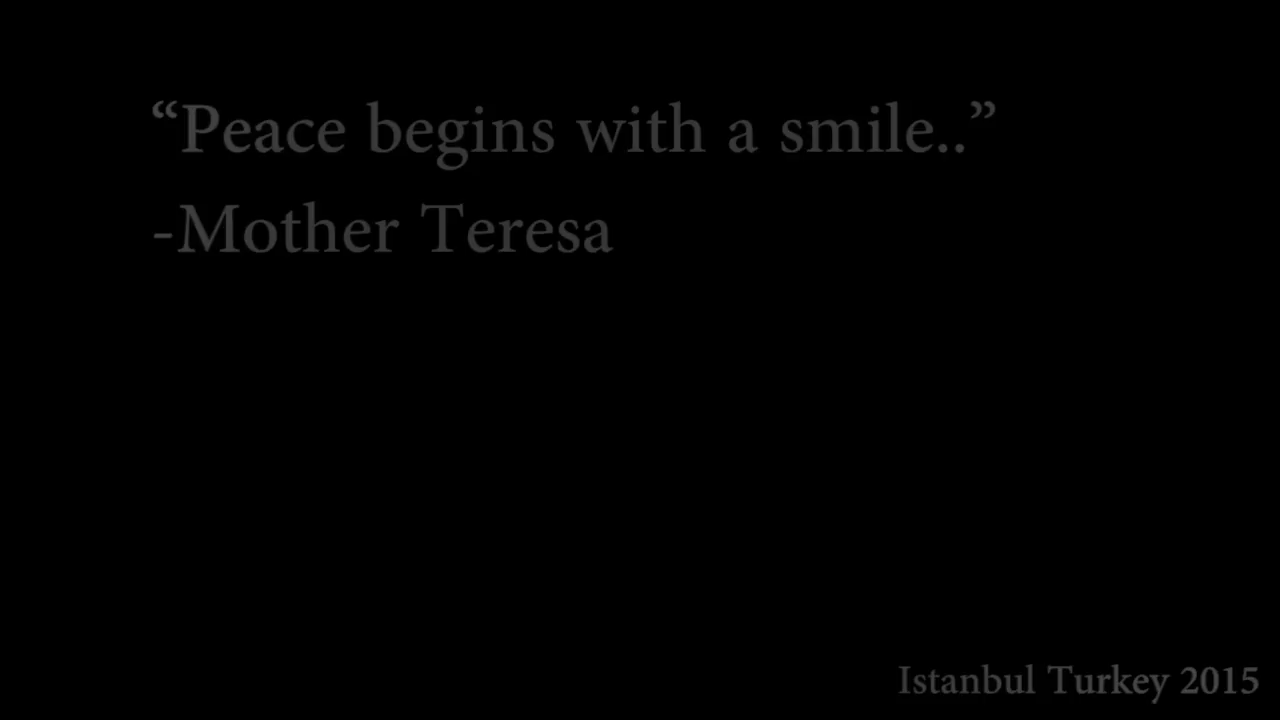 “Peace begins with a smile..”
-Mother Teresa
Istanbul Turkey 2015